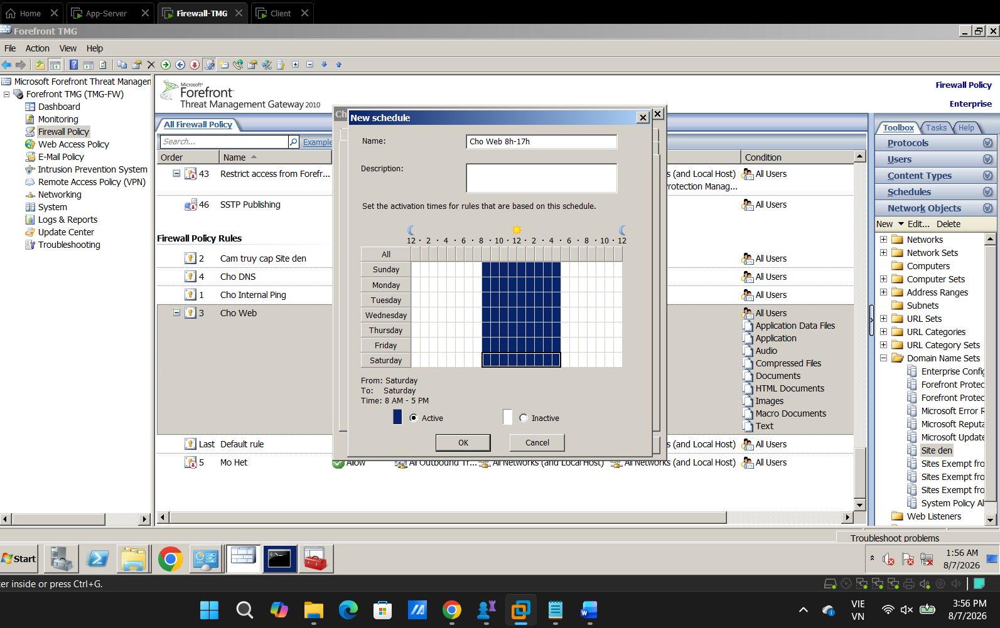 Home
App-Server
Firewall-TMG
Client
Forefront TMG
File Action View Help
Microsoft Forefront Threat Managen
Forefront TMG (TMG-FW)
Dashboard
Monitoring
Firewall Policy
Web Access Policy
E-Mail Policy
Intrusion Prevention System
Remote Access Policy (VPN)
Networking
System
Logs & Reports
Update Center
Troubleshooting
Microsoft®
Forefront™
Threat Management Gateway 2010
Firewall Policy
Enterprise
All Firewall Policy
Search...
Example
Order Name Condition
43 Restrict access from Forefr... s (and Local Host) All Users
rotection Manag...
46 SSTP Publishing All Users
Firewall Policy Rules
2 Cam truy cap Site den All Users
4 Cho DNS All Users
1 Cho Internal Ping All Users
3 Cho Web All Users
Application Data Files
Application
Audio
Compressed Files
Documents
HTML Documents
Images
Macro Documents
Text
Last Default rule s (and Local Host) All Users
5 Mo Het Allow All Outbound Tr... All Networks (and Local Host) All Networks (and Local Host) All Users
Ch
New schedule
Name: Cho Web 8h-17h
Description:
Set the activation times for rules that are based on this schedule.
12 · 2 · 4 · 6 · 8 · 10 · 12 · 2 · 4 · 6 · 8 · 10 · 12
All
Sunday
Monday
Tuesday
Wednesday
Thursday
Friday
Saturday
From: Saturday
To: Saturday
Time: 8 AM - 5 PM
Active Inactive
OK Cancel
Toolbox Tasks Help
Protocols
Users
Content Types
Schedules
Network Objects
New Edit... Delete
Networks
Network Sets
Computers
Computer Sets
Address Ranges
Subnets
URL Sets
URL Categories
URL Category Sets
Domain Name Sets
Enterprise Config
Forefront Protec
Forefront Protec
Microsoft Error R
Microsoft Reputa
Microsoft Update
Site den
Sites Exempt fro
Sites Exempt fro
Sites Exempt fro
System Policy Al
Web Listeners
Troubleshoot problems
Start
C:\
1:56 AM
8/7/2026
er inside or press Ctrl+G.
VIE
VN
3:56 PM
8/7/2026